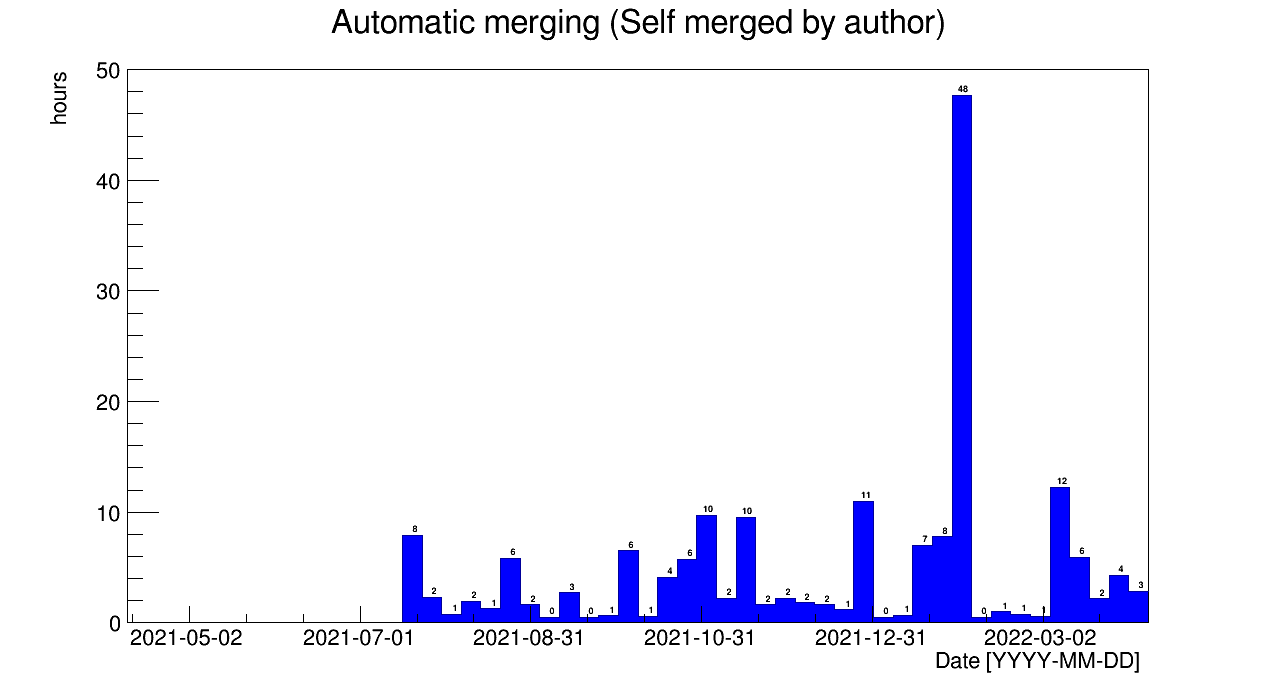 Automatic merging (Self merged by author)
hours
50
40
30
20
10
0
8 2 1 2 1 6 2 0 3 0 1 6 1 4 6 10 2 10 2 2 2 2 1 11 0 1 7 8 48 0 1 1 1 12 6 2 4 3
2021-05-02 2021-07-01 2021-08-31 2021-10-31 2021-12-31 2022-03-02
Date [YYYY-MM-DD]